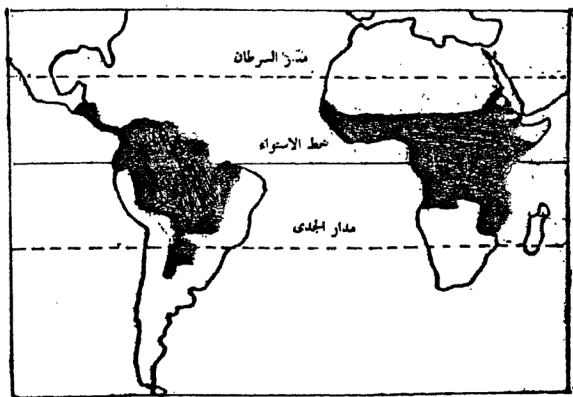 مدار السرطان
خط الاستواء
مدار الجدى